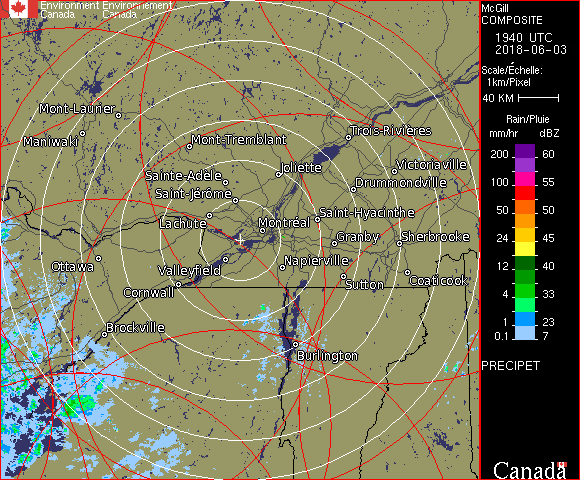 Environment Environnement
Canada Canada
McGill
COMPOSITE
1940 UTC
2018-06-03
Scale/Échelle:
1km/Pixel
40 KM
Rain/Pluie
mm/hr dBZ
200 60
100 55
50 50
24 45
12 40
4 33
1 23
0.1 7
PRECIPET
Mont-Laurier
Maniwaki
Mont-Tremblant
Trois-Rivières
Sainte-Adèle
Joliette
Victoriaville
Saint-Jérôme
Drummondville
Lachute
Montréal
Saint-Hyacinthe
Granby
Sherbrooke
Ottawa
Valleyfield
Napierville
Cornwall
Sutton
Coaticook
Brockville
Burlington
Canada